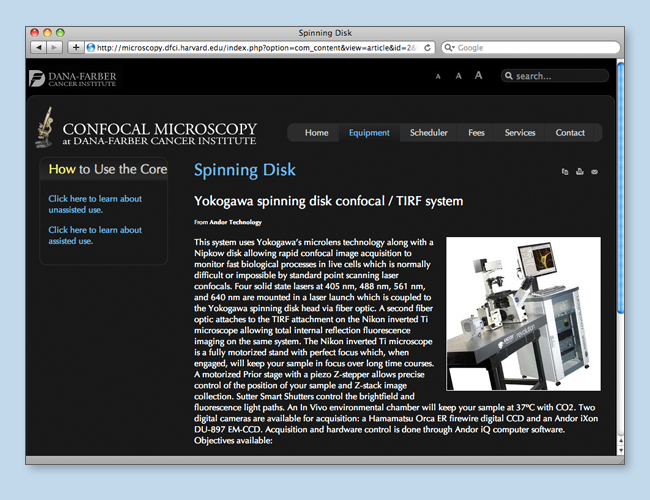 Spinning Disk
http://microscopy.dfci.harvard.edu/index.php?option=com_content&view=article&id=2
Google
DANA-FARBER
CANCER INSTITUTE
A A A
search...
CONFOCAL MICROSCOPY
at DANA-FARBER CANCER INSTITUTE
Home Equipment Scheduler Fees Services Contact
How to Use the Core
Click here to learn about
unassisted use.
Click here to learn about
assisted use.
Spinning Disk
Yokogawa spinning disk confocal / TIRF system
From Andor Technology
This system uses Yokogawa's microlens technology along with a
Nipkow disk allowing rapid confocal image acquisition to
monitor fast biological processes in live cells which is normally
difficult or impossible by standard point scanning laser
confocals. Four solid state lasers at 405 nm, 488 nm, 561 nm,
and 640 nm are mounted in a laser launch which is coupled to
the Yokogawa spinning disk head via fiber optic. A second fiber
optic attaches to the TIRF attachment on the Nikon inverted Ti
microscope allowing total internal reflection fluorescence
imaging on the same system. The Nikon inverted Ti microscope
is a fully motorized stand with perfect focus which, when
engaged, will keep your sample in focus over long time courses.
A motorized Prior stage with a piezo Z-stepper allows precise
control of the position of your sample and Z-stack image
collection. Sutter Smart Shutters control the brightfield and
fluorescence light paths. An In Vivo environmental chamber will keep your sample at 37ºC with CO2. Two
digital cameras are available for acquisition: a Hamamatsu Orca ER firewire digital CCD and an Andor iXon
DU-897 EM-CCD. Acquisition and hardware control is done through Andor iQ computer software.
Objectives available: